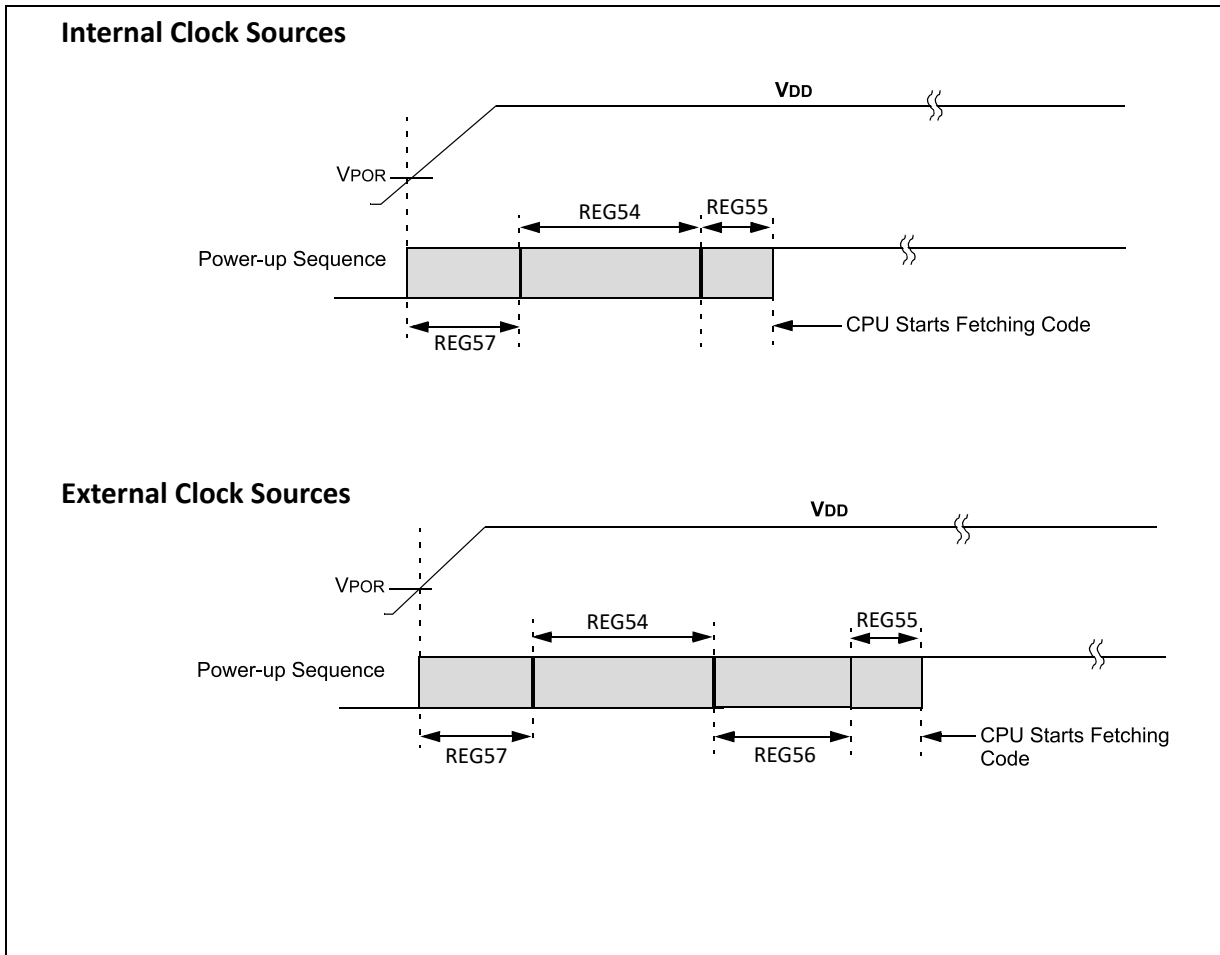 Internal Clock Sources
VDD
VPOR
REG54
REG55
Power-up Sequence
CPU Starts Fetching Code
REG57
External Clock Sources
VDD
VPOR
REG54
REG55
Power-up Sequence
REG57
REG56
CPU Starts Fetching
Code